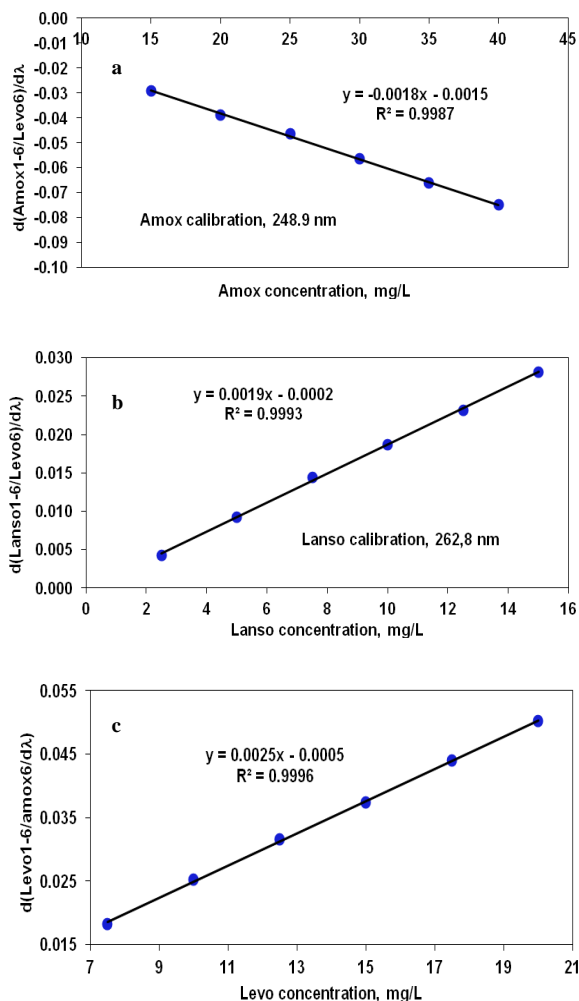 0.00
10 15 20 25 30 35 40 45
-0.01
-0.02
-0.03
-0.04
-0.05
-0.06
-0.07
-0.08
-0.09
-0.10
a
y = -0.0018x - 0.0015
R² = 0.9987
Amox calibration, 248.9 nm
d(Amox1-6/Levo6)/dλ
Amox concentration, mg/L
0.030
0.025
0.020
0.015
0.010
0.005
0.000
b
y = 0.0019x - 0.0002
R² = 0.9993
Lanso calibration, 262,8 nm
d(Lanso1-6/Levo6)/dλ)
0 2 4 6 8 10 12 14 16
Lanso concentration, mg/L
0.055
0.045
0.035
0.025
0.015
c
y = 0.0025x - 0.0005
R² = 0.9996
d(Levo1-6/amox6/dλ)
7 9 11 13 15 17 19 21
Levo concentration, mg/L